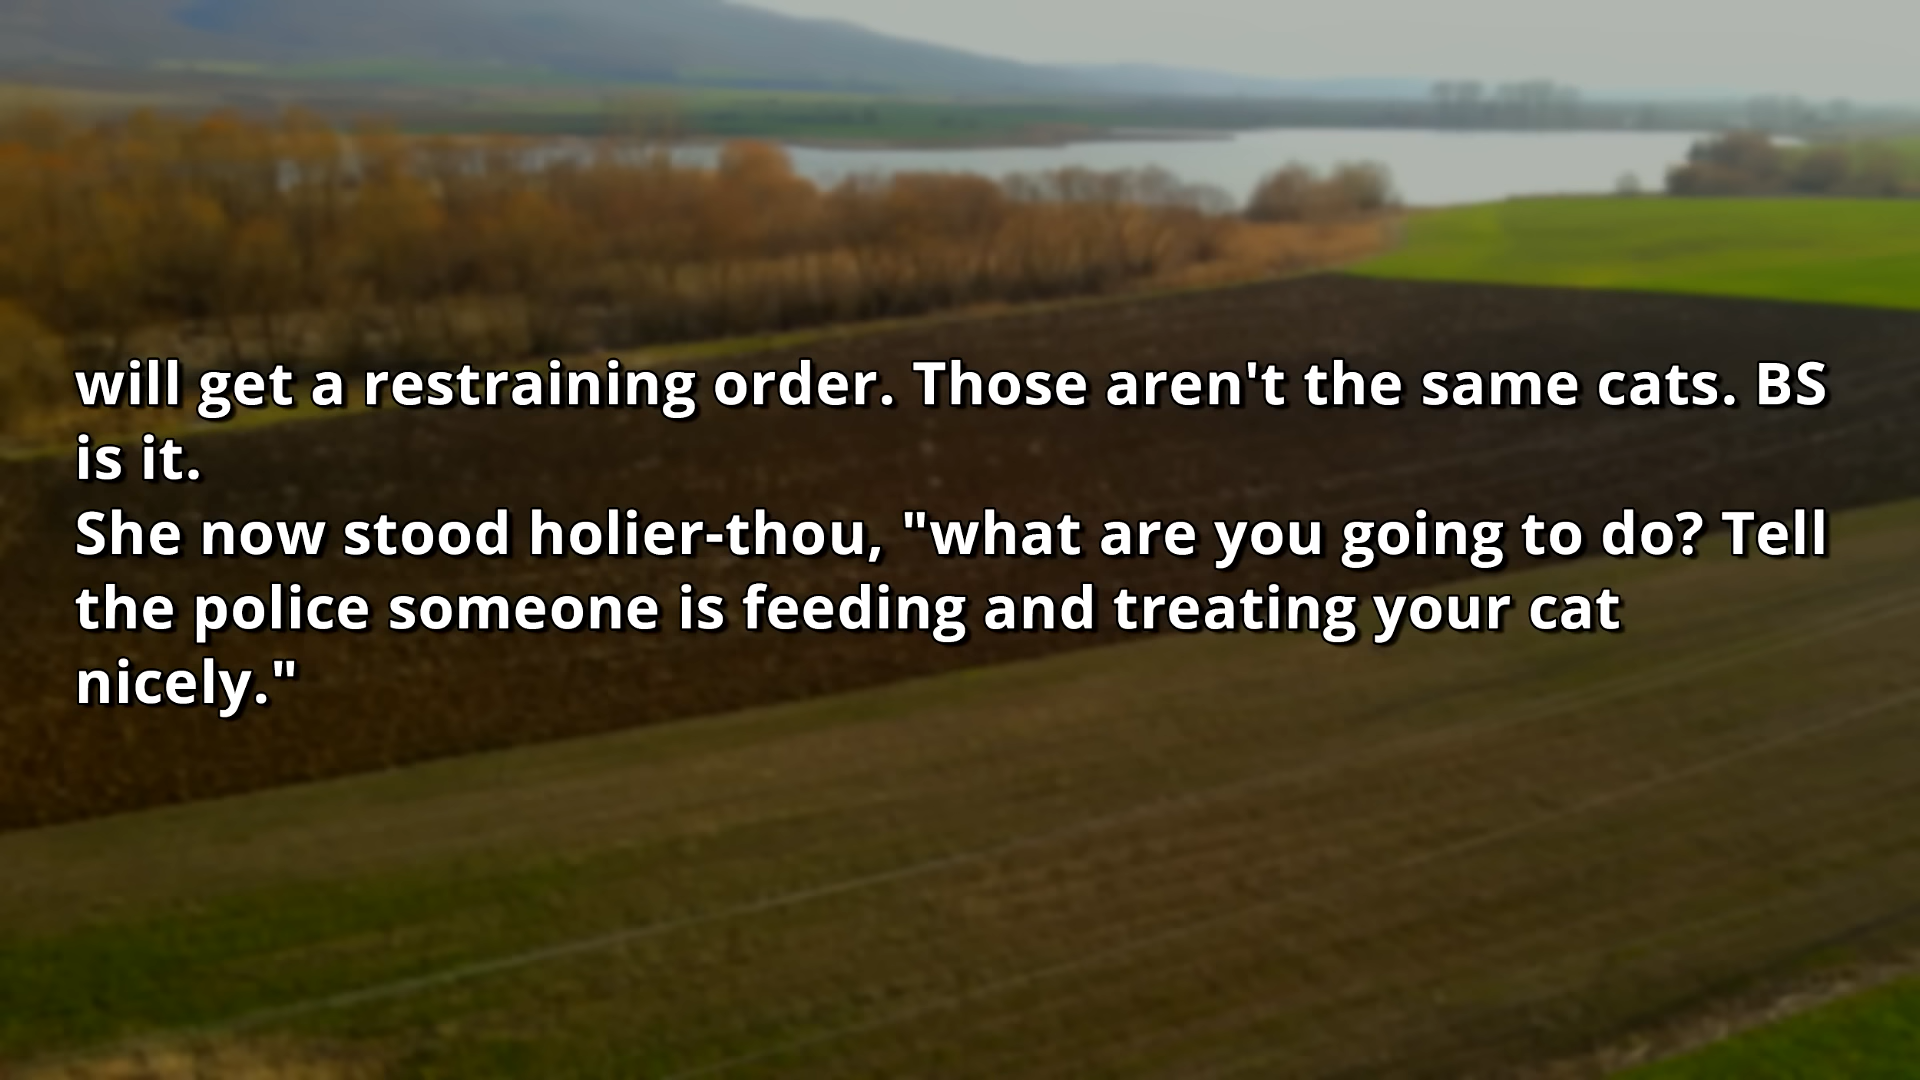 will get a restraining order. Those aren't the same cats. BS
is it.
She now stood holier-thou, "what are you going to do? Tell
the police someone is feeding and treating your cat
nicely."